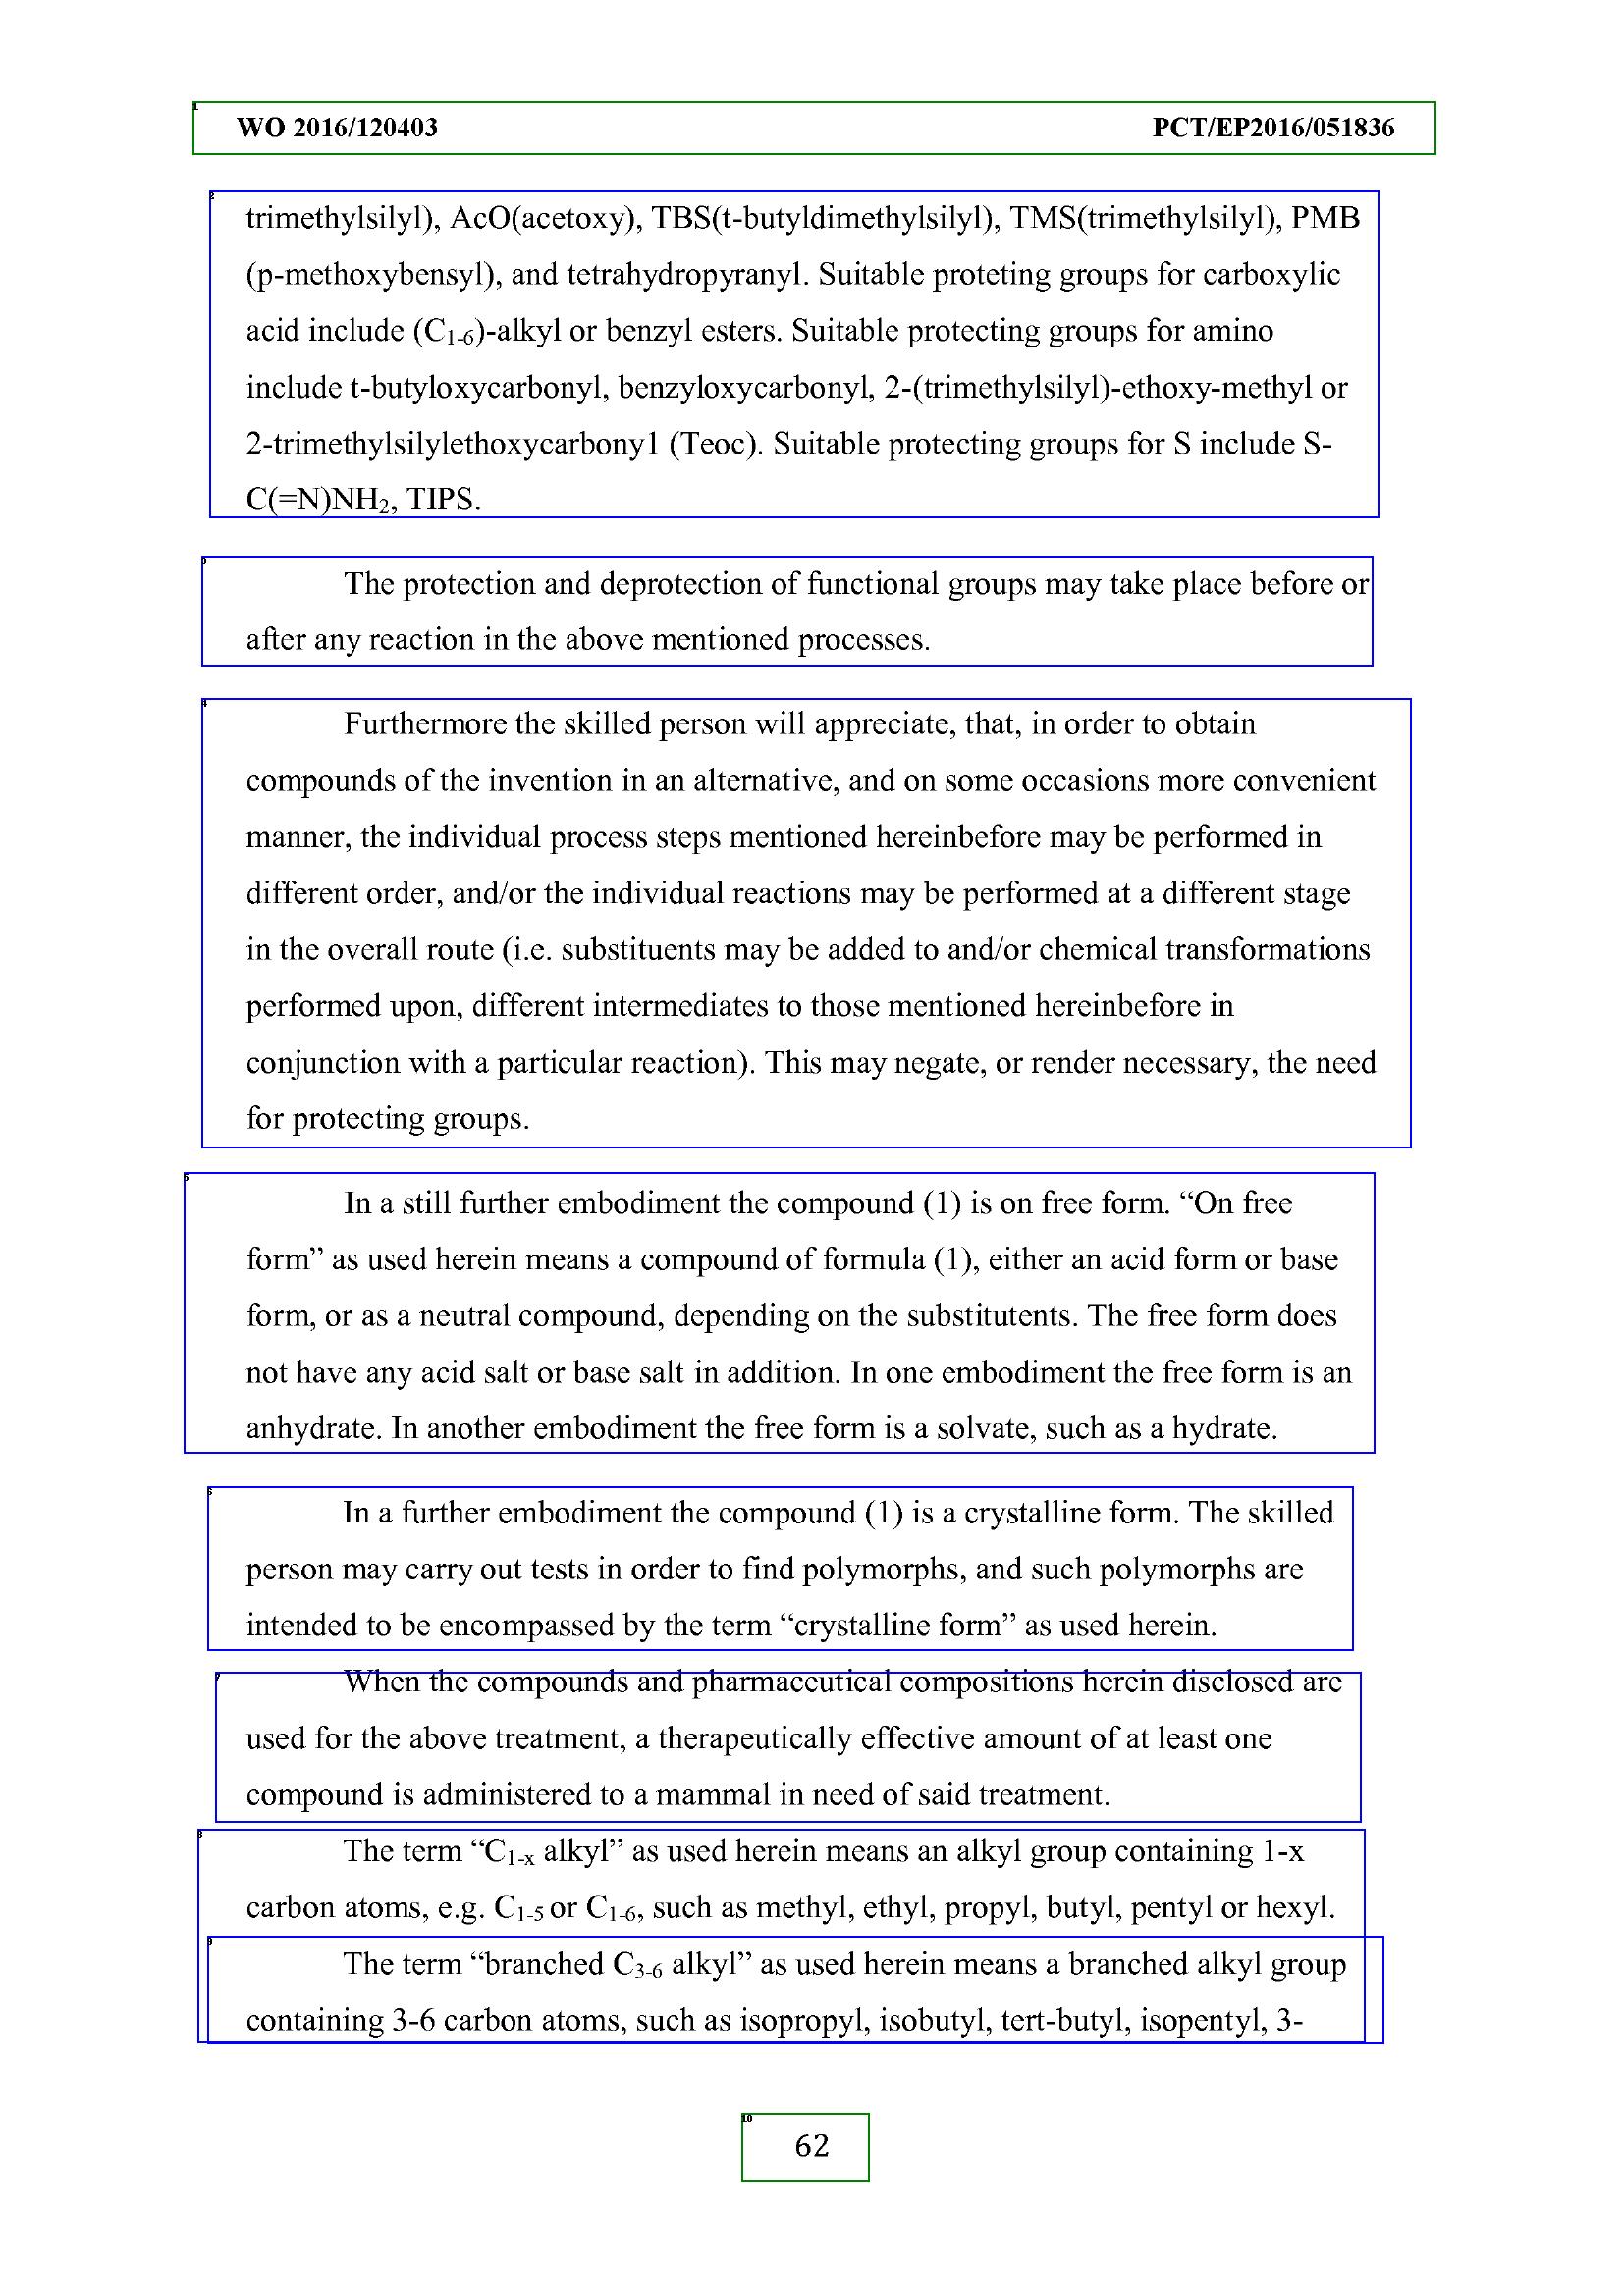 WO 2016/120403 PCT/EP2016/051836
trimethylsilyl), AcO(acetoxy), TBS(t-butyldimethylsilyl), TMS(trimethylsilyl), PMB
(p-methoxybensyl), and tetrahydropyranyl. Suitable proteting groups for carboxylic
acid include (C1-6)-alkyl or benzyl esters. Suitable protecting groups for amino
include t-butyloxycarbonyl, benzyloxycarbonyl, 2-(trimethylsilyl)-ethoxy-methyl or
2-trimethylsilylethoxycarbony1 (Teoc). Suitable protecting groups for S include S-
C(=N)NH2, TIPS.
The protection and deprotection of functional groups may take place before or
after any reaction in the above mentioned processes.
Furthermore the skilled person will appreciate, that, in order to obtain
compounds of the invention in an alternative, and on some occasions more convenient
manner, the individual process steps mentioned hereinbefore may be performed in
different order, and/or the individual reactions may be performed at a different stage
in the overall route (i.e. substituents may be added to and/or chemical transformations
performed upon, different intermediates to those mentioned hereinbefore in
conjunction with a particular reaction). This may negate, or render necessary, the need
for protecting groups.
In a still further embodiment the compound (1) is on free form. “On free
form” as used herein means a compound of formula (1), either an acid form or base
form, or as a neutral compound, depending on the substitutents. The free form does
not have any acid salt or base salt in addition. In one embodiment the free form is an
anhydrate. In another embodiment the free form is a solvate, such as a hydrate.
In a further embodiment the compound (1) is a crystalline form. The skilled
person may carry out tests in order to find polymorphs, and such polymorphs are
intended to be encompassed by the term “crystalline form” as used herein.
When the compounds and pharmaceutical compositions herein disclosed are
used for the above treatment, a therapeutically effective amount of at least one
compound is administered to a mammal in need of said treatment.
The term “C1-x alkyl” as used herein means an alkyl group containing 1-x
carbon atoms, e.g. C1-5 or C1-6, such as methyl, ethyl, propyl, butyl, pentyl or hexyl.
The term “branched C3-6 alkyl” as used herein means a branched alkyl group
containing 3-6 carbon atoms, such as isopropyl, isobutyl, tert-butyl, isopentyl, 3-
62